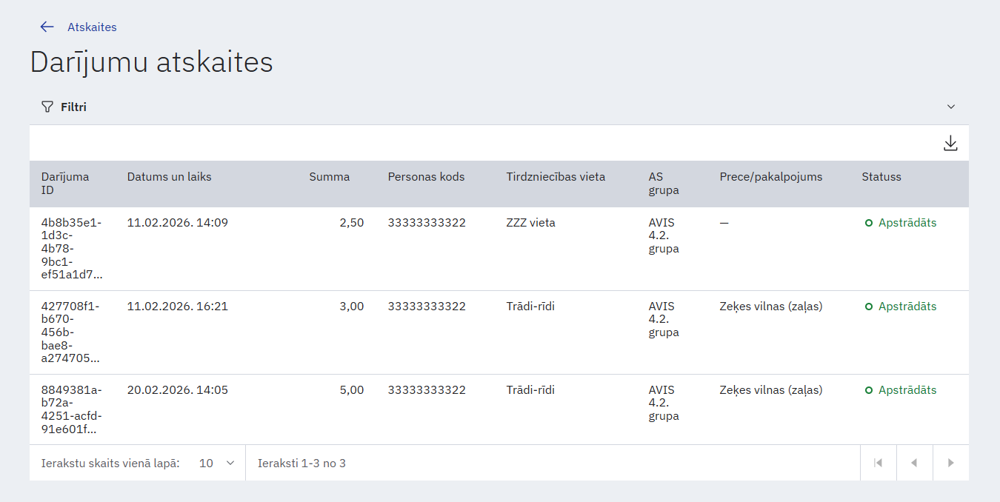 Atskaites
Darījumu atskaites
Filtri
Darījuma ID Datums un laiks Summa Personas kods Tirdzniecības vieta AS grupa Prece/pakalpojums Statuss
4b8b35e1-1d3c-4b78-9bc1-ef51a1d7... 11.02.2026. 14:09 2,50 33333333322 ZZZ vieta AVIS 4.2. grupa — Apstrādāts
427708f1-b670-456b-bae8-a274705... 11.02.2026. 16:21 3,00 33333333322 Trādi-rīdi AVIS 4.2. grupa Zeķes vilnas (zaļas) Apstrādāts
8849381a-b72a-4251-acfd-91e601f... 20.02.2026. 14:05 5,00 33333333322 Trādi-rīdi AVIS 4.2. grupa Zeķes vilnas (zaļas) Apstrādāts
Ierakstu skaits vienā lapā: 10 Ieraksti 1-3 no 3